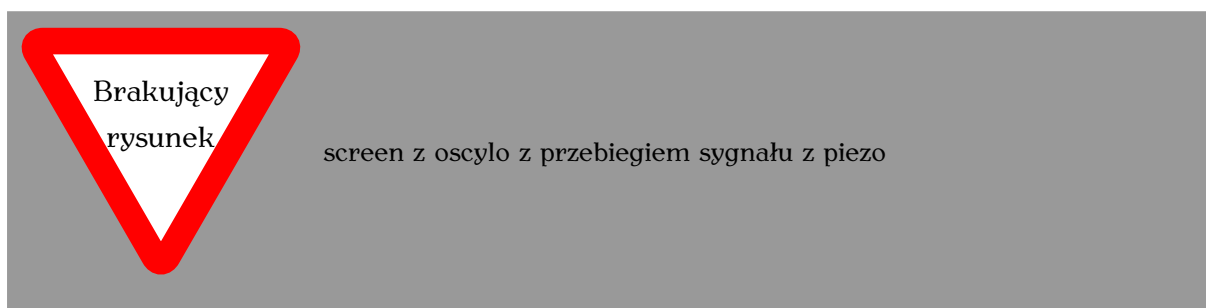 Brakujący
rysunek
screen z oscylo z przebiegiem sygnału z piezo